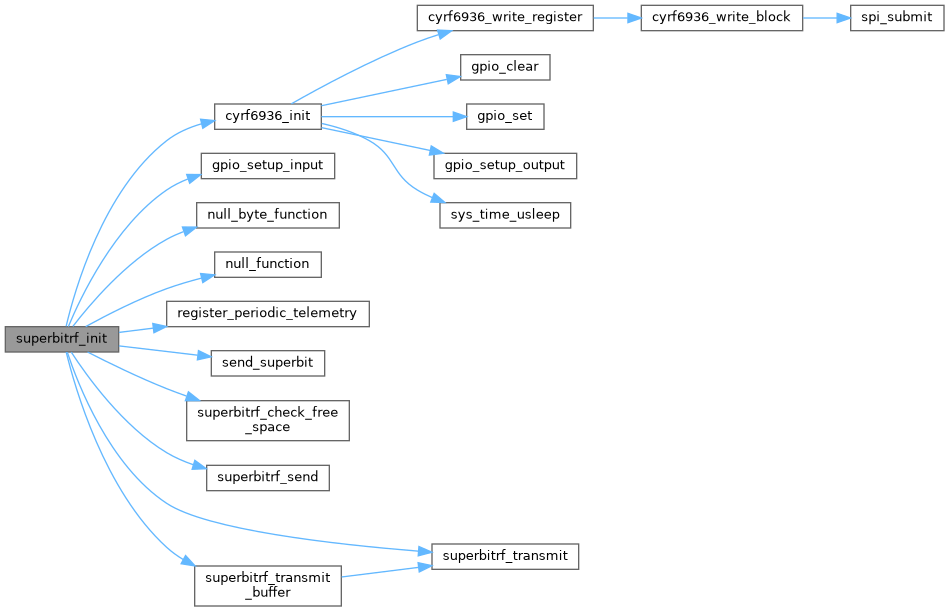 cyrf6936_write_register
cyrf6936_write_block
spi_submit
gpio_clear
cyrf6936_init
gpio_set
gpio_setup_input
gpio_setup_output
null_byte_function
sys_time_usleep
null_function
register_periodic_telemetry
superbitrf_init
send_superbit
superbitrf_check_free
_space
superbitrf_send
superbitrf_transmit
superbitrf_transmit
_buffer